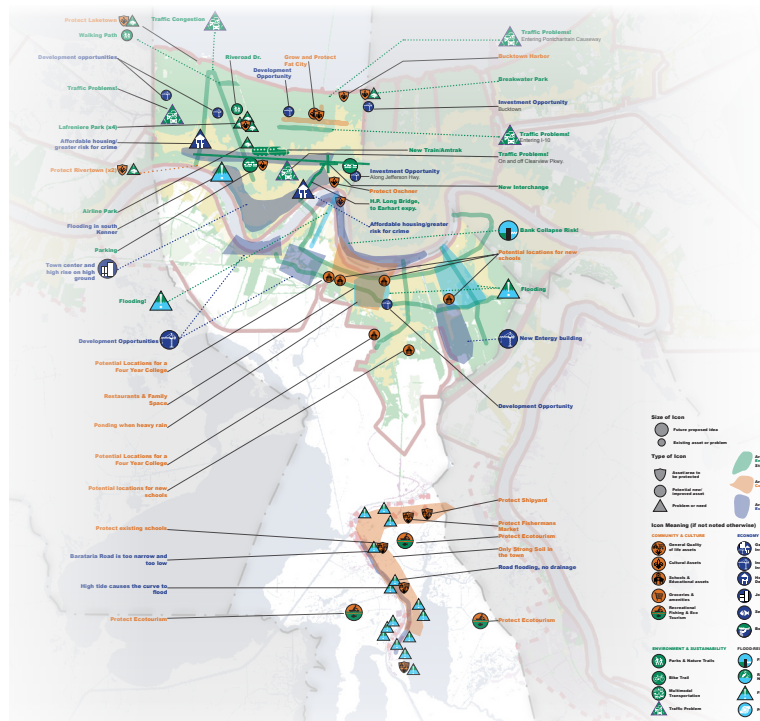 Protect Laketown
Traffic Congestion
Walking Path
Traffic Problems!
Entering Pontchartrain Causeway
Bucktown Harbor
Development opportunities
Riveroad Dr.
Grow and Protect
Fat City
Development
Opportunity
Breakwater Park
Traffic Problems!
Investment Opportunity
Bucktown
Lafreniere Park (x4)
Traffic Problems!
Entering I-10
Affordable housing/
greater risk for crime
New Train/Amtrak
Traffic Problems!
On and off Clearview Pkwy.
Protect Rivertown (x2)
Investment Opportunity
Along Jefferson Hwy.
New Interchange
Protect Oschner
H.P. Long Bridge,
to Earhart expy.
Airline Park
Flooding in south
Kenner
Affordable housing/greater
risk for crime
Bank Collapse Risk!
Parking
Potential locations for new
schools
Town center and
high rise on high
ground
Flooding!
Flooding
Development Opportunities
New Entergy building
Potential Locations for a
Four Year College
Restaurants & Family
Space
Development Opportunity
Ponding when heavy rain
Potential Locations for a
Four Year College
Potential locations for new
schools
Protect Shipyard
Protect existing schools
Protect Fishermans
Market
Protect Ecotourism
Barataria Road is too narrow and
too low
Only Strong Soil in
the town
Road flooding, no drainage
High tide causes the curve to
flood
Protect Ecotourism
Protect Ecotourism
Size of Icon
Future proposed idea
Existing asset or problem
Type of Icon
Asset/area to
be protected
Potential new/
improved asset
Problem or need
Icon Meaning (if not noted otherwise)
COMMUNITY & CULTURE
ECONOMY
General Quality
of life assets
Cultural Assets
Schools &
Educational assets
Groceries &
amenities
Recreational
Fishing & Eco
Tourism
ENVIRONMENT & SUSTAINABILITY
Parks & Nature Trails
Bike Trail
Multimodal
Transportation
Traffic Problem